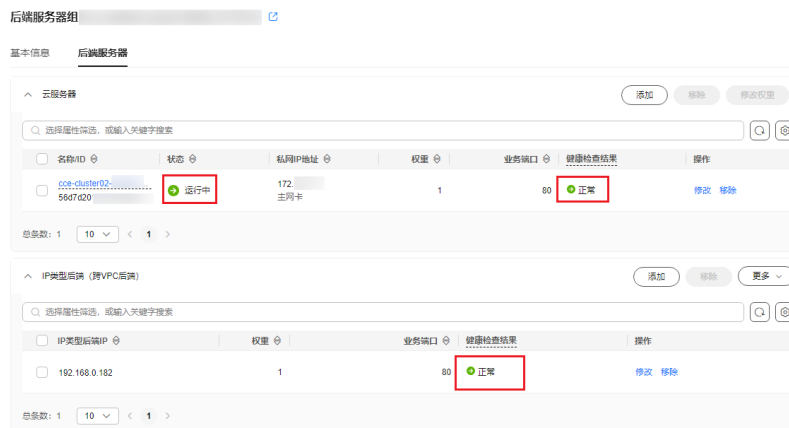 后端服务器组
基本信息 后端服务器
云服务器 添加 移除 修改权重
选择属性筛选，或输入关键字搜索
名称/ID 状态 私网IP地址 权重 业务端口 健康检查结果 操作
cce-cluster02- 运行中 172. 1 80 正常 修改 移除
56d7d20 主网卡
总条数：1 10 1
IP类型后端（跨VPC后端） 添加 移除 更多
选择属性筛选，或输入关键字搜索
IP类型后端IP 权重 业务端口 健康检查结果 操作
192.168.0.182 1 80 正常 修改 移除
总条数：1 10 1